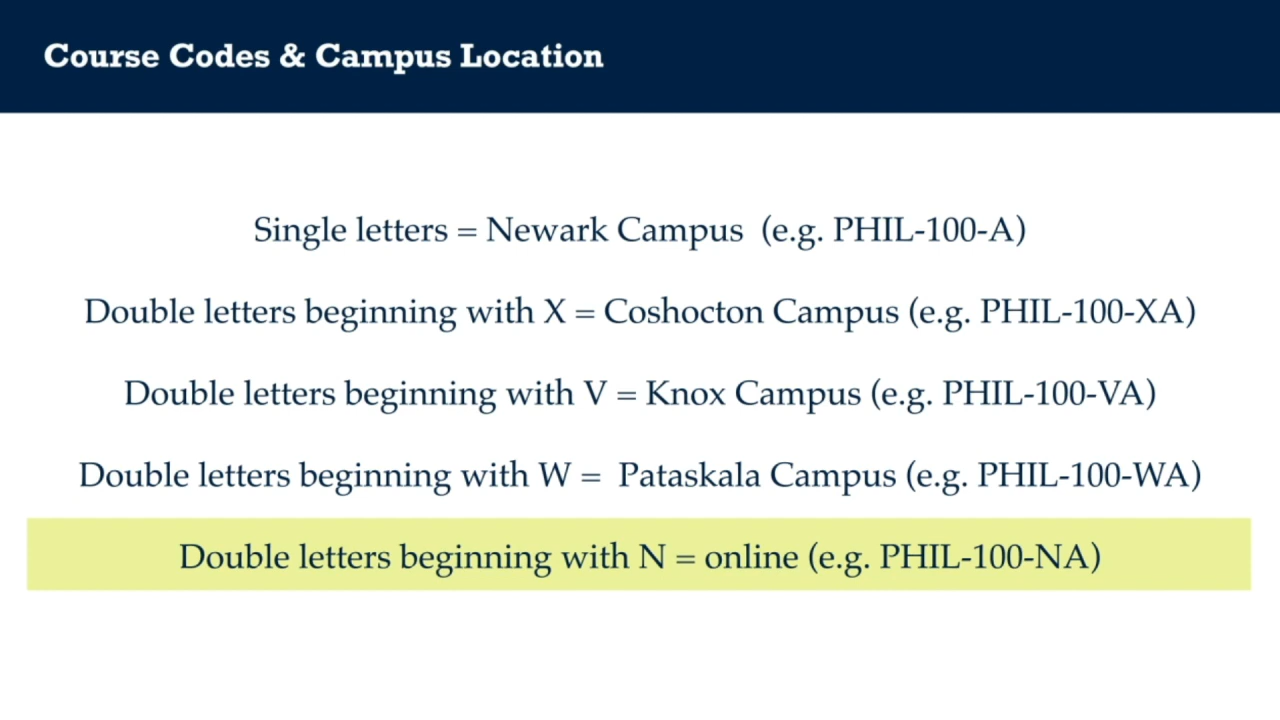 Course Codes & Campus Location
Single letters = Newark Campus (e.g. PHIL-100-A)
Double letters beginning with X = Coshocton Campus (e.g. PHIL-100-XA)
Double letters beginning with V = Knox Campus (e.g. PHIL-100-VA)
Double letters beginning with W = Pataskala Campus (e.g. PHIL-100-WA)
Double letters beginning with N = online (e.g. PHIL-100-NA)